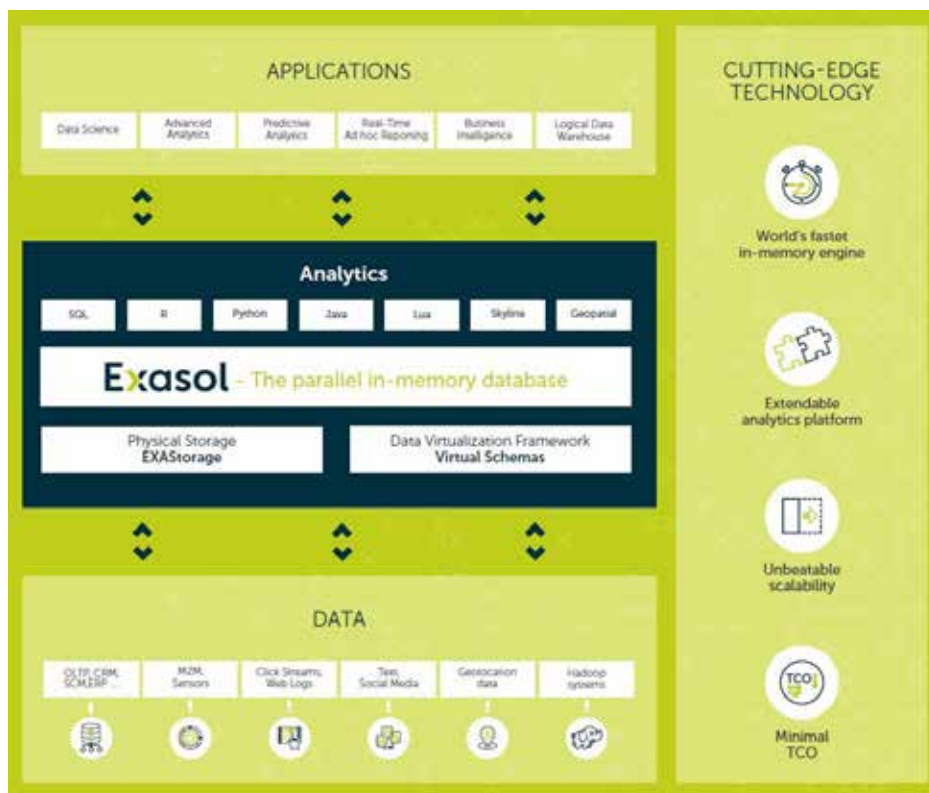 APPLICATIONS
Data Science
Advanced
Analytics
Predictive
Analytics
Real-Time
Ad hoc Reporting
Business
Intelligence
Logical Data
Warehouse
Analytics
SQL
R
Python
Java
Lua
Skyline
Geospatial
Exasol - The parallel in-memory database
Physical Storage
EXAStorage
Data Virtualization Framework
Virtual Schemas
DATA
OLTP, CRM,
SCM, ERP
M2M,
Sensors
Click Streams,
Web Logs
Text,
Social Media
Geolocation
data
Hadoop
systems
CUTTING-EDGE
TECHNOLOGY
World's fastet
in-memory engine
Extendable
analytics platform
Unbeatable
scalability
TCO
Minimal
TCO